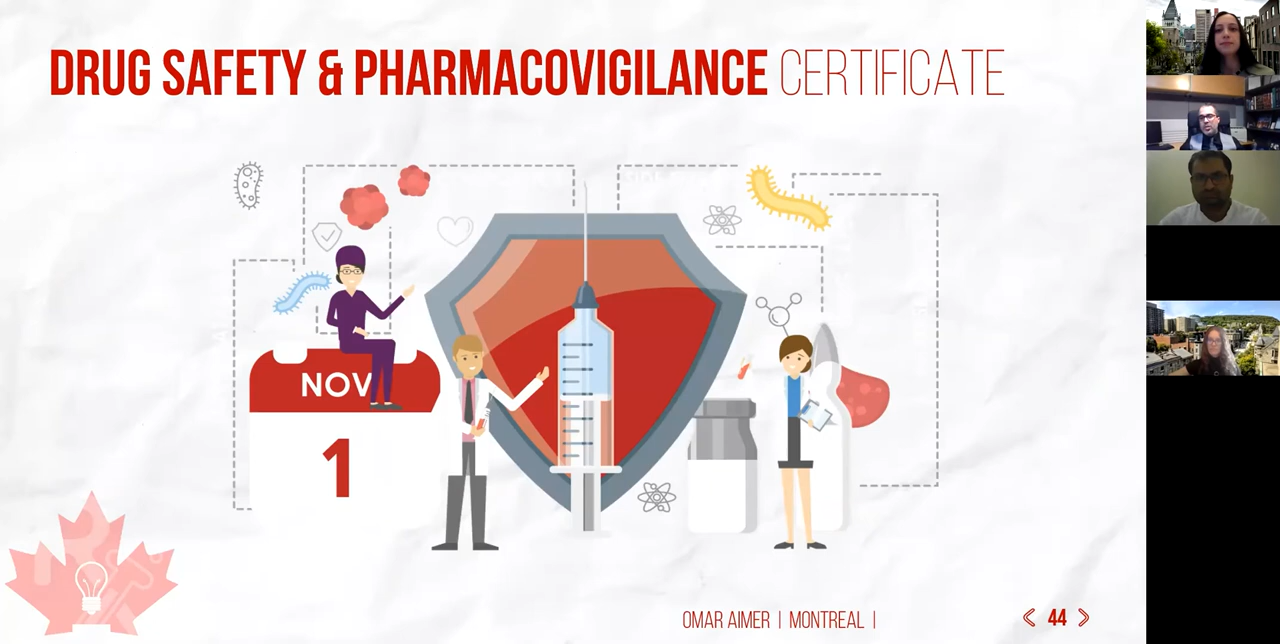 DRUG SAFETY & PHARMACOVIGILANCE CERTIFICATE
NOV
1
OMAR AIMER | MONTREAL |
44